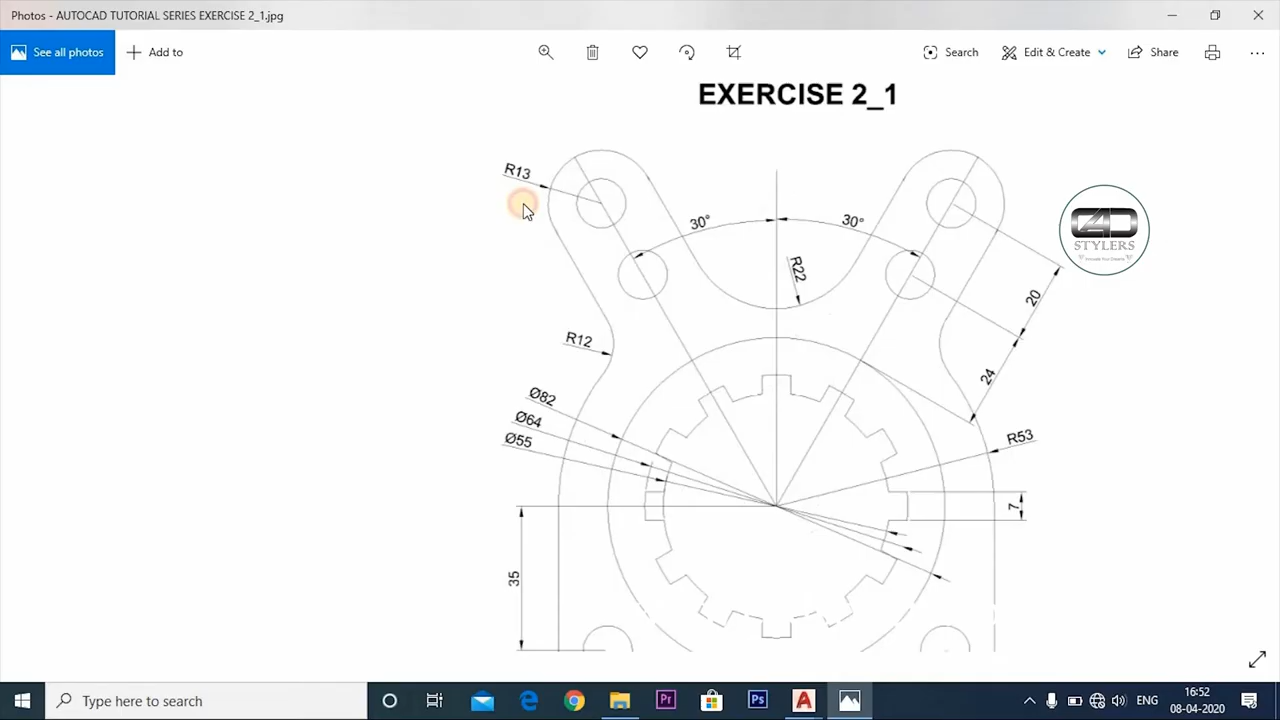 Photos - AUTOCAD TUTORIAL SERIES EXERCISE 2_1.jpg
See all photos
Add to
Search
Edit & Create
Share
EXERCISE 2_1
R13
30°
30°
R22
20
R12
24
Ø82
Ø64
Ø55
R53
7
35
CAD
STYLERS
Type here to search
ENG
16:52
08-04-2020